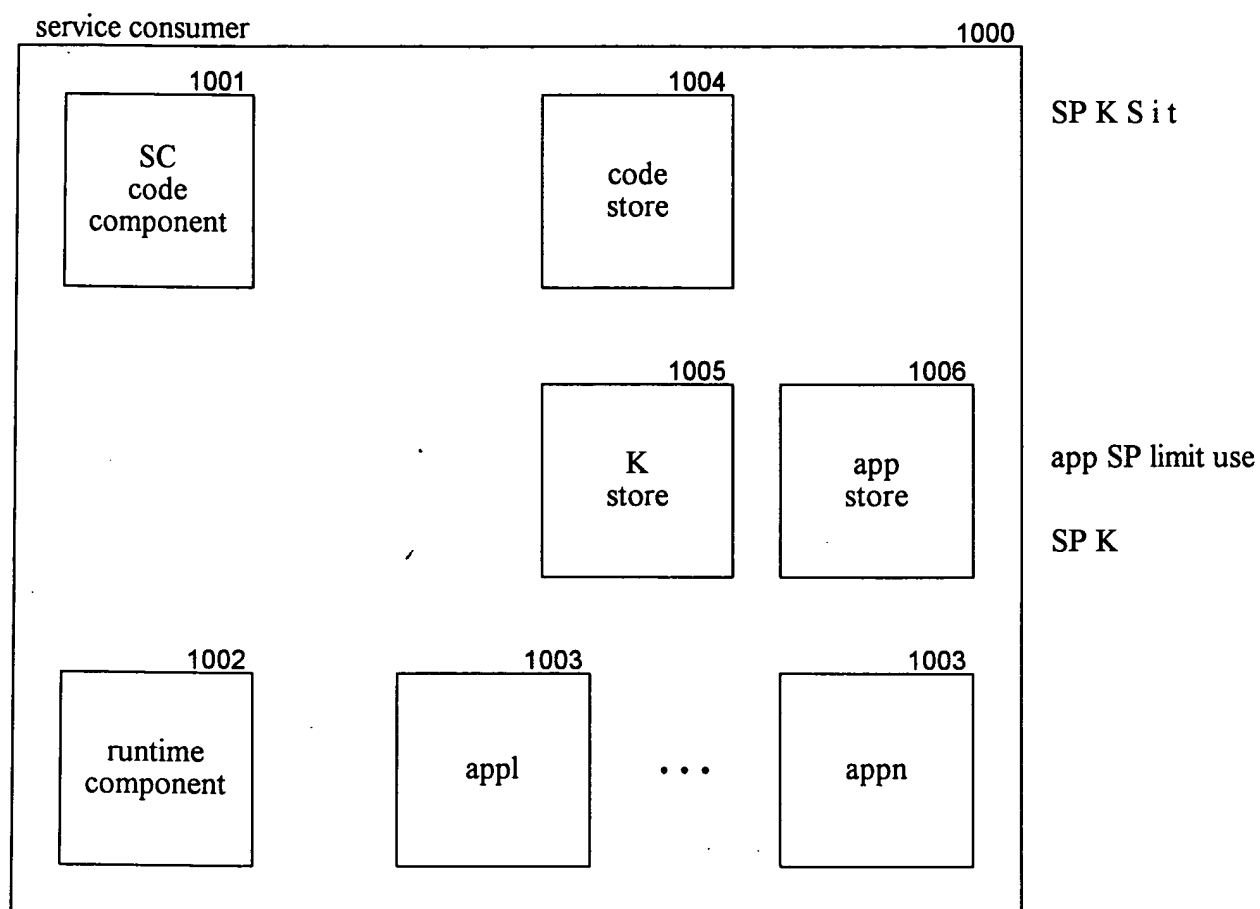 service consumer 1000
1001
SC
code
component
1004
code
store
SP K S i t
1005
K
store
1006
app
store
app SP limit use
SP K
1002
runtime
component
1003
appl
• • •
1003
appn